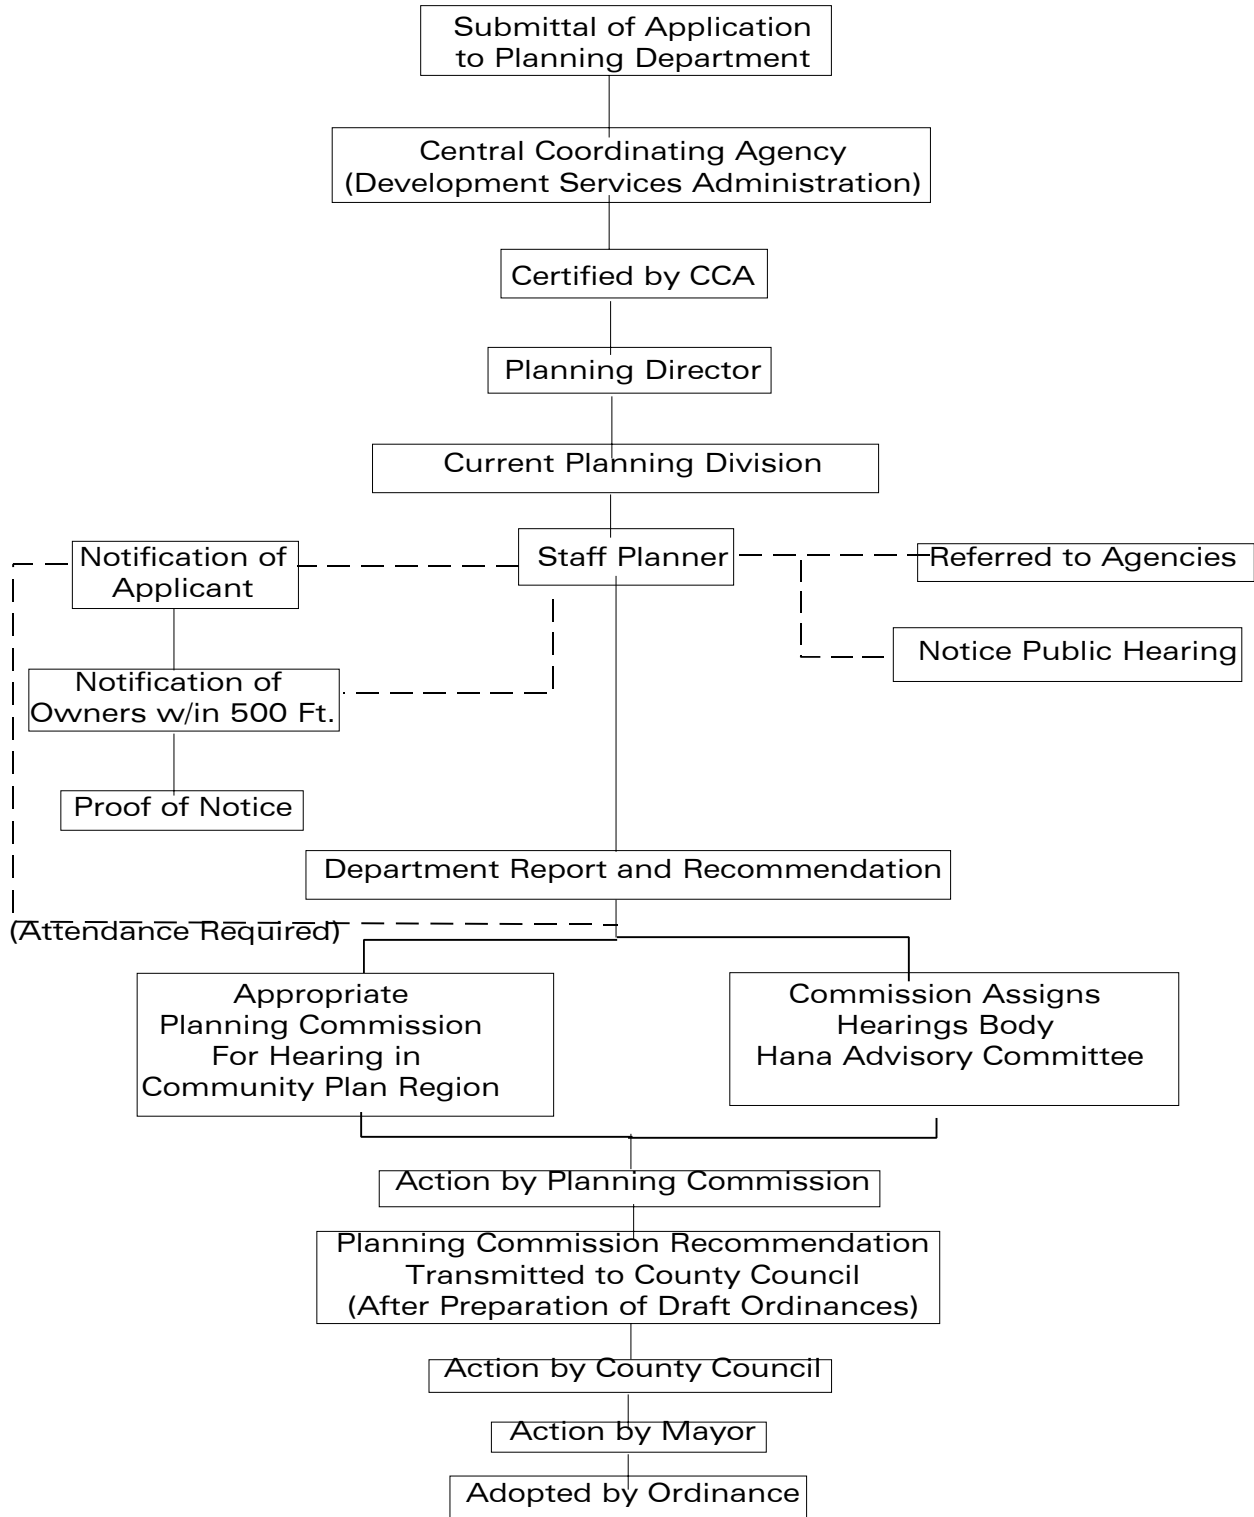 Submittal of Application
to Planning Department
Central Coordinating Agency
(Development Services Administration)
Certified by CCA
Planning Director
Current Planning Division
Notification of
Applicant
Staff Planner
Referred to Agencies
Notice Public Hearing
Notification of
Owners w/in 500 Ft.
Proof of Notice
Department Report and Recommendation
(Attendance Required)
Appropriate
Planning Commission
For Hearing in
Community Plan Region
Commission Assigns
Hearings Body
Hana Advisory Committee
Action by Planning Commission
Planning Commission Recommendation
Transmitted to County Council
(After Preparation of Draft Ordinances)
Action by County Council
Action by Mayor
Adopted by Ordinance